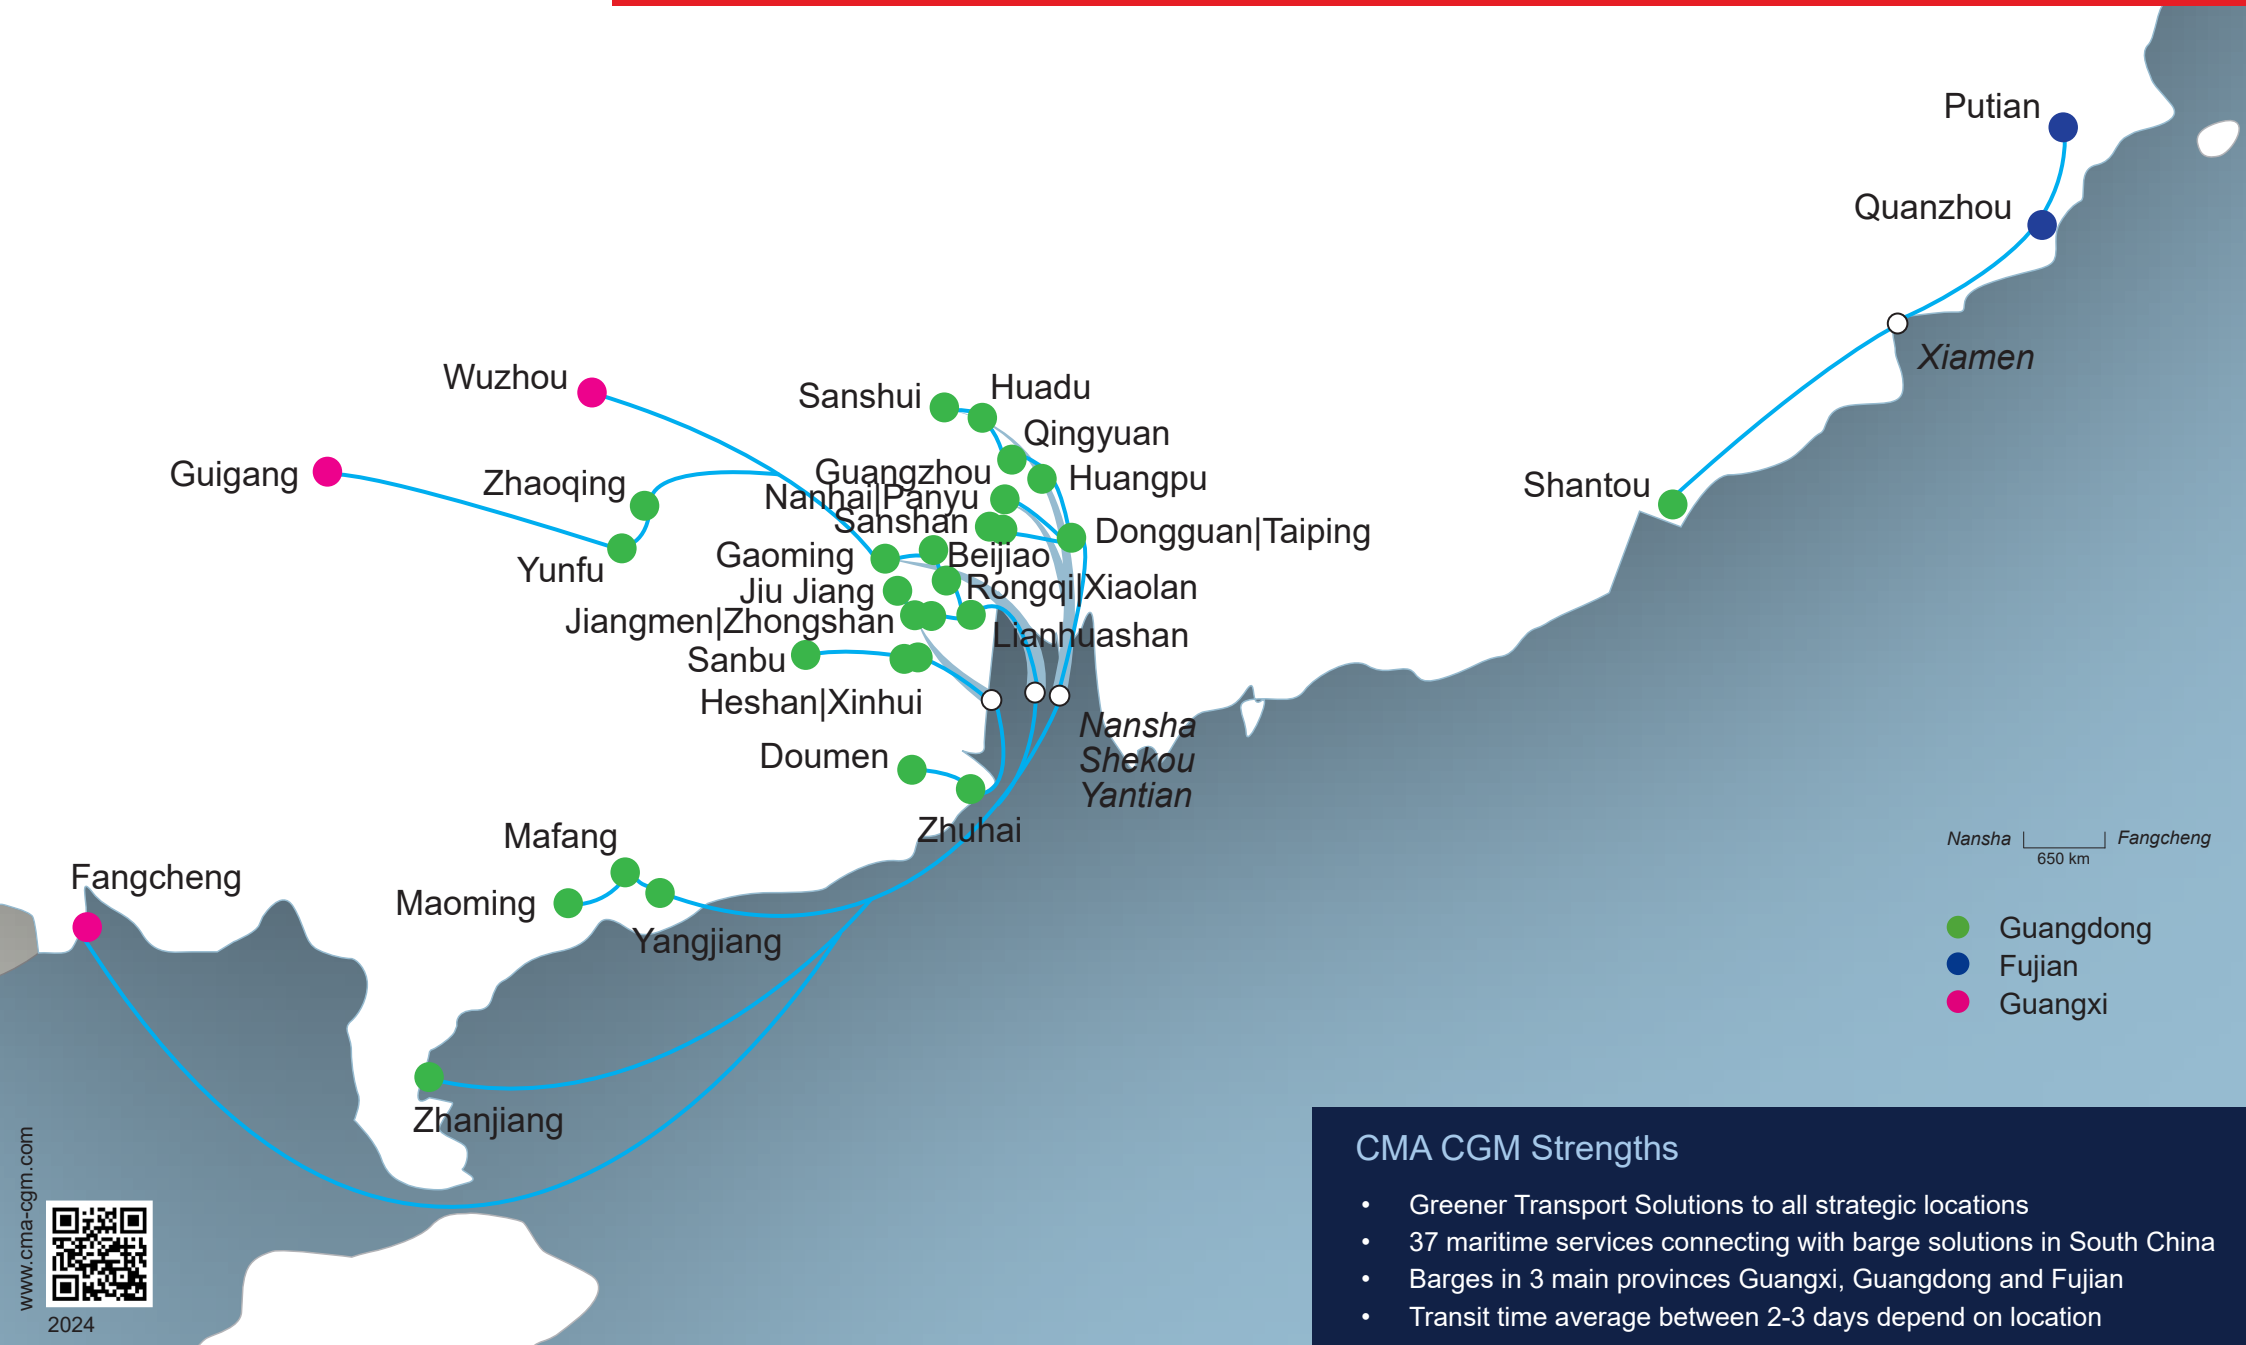 Putian
Quanzhou
Xiamen
Wuzhou
Sanshui
Huadu
Qingyuan
Guigang
Zhaoqing
Guangzhou
Huangpu
Shantou
Nanhai|Panyu
Sanshan
Dongguan|Taiping
Yunfu
Gaoming
Beijiao
Jiu Jiang
Rongqi|Xiaolan
Jiangmen|Zhongshan
Lianhuashan
Sanbu
Heshan|Xinhui
Nansha
Shekou
Yantian
Doumen
Zhuhai
Mafang
Nansha
Fangcheng
650 km
Fangcheng
Maoming
Yangjiang
Guangdong
Fujian
Guangxi
Zhanjiang
CMA CGM Strengths
• Greener Transport Solutions to all strategic locations
• 37 maritime services connecting with barge solutions in South China
• Barges in 3 main provinces Guangxi, Guangdong and Fujian
• Transit time average between 2-3 days depend on location
www.cma-cgm.com
2024